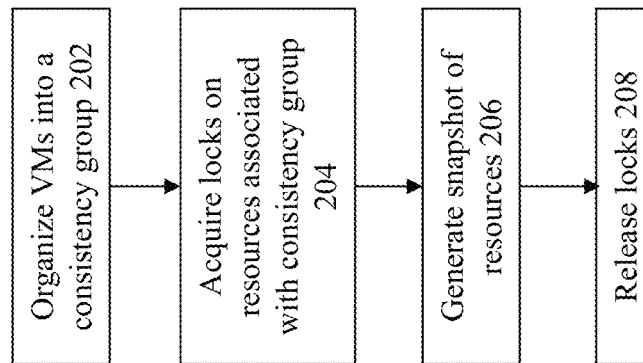 Organize VMs into a
consistency group 202
Acquire locks on
resources associated
with consistency group
204
Generate snapshot of
resources 206
Release locks 208